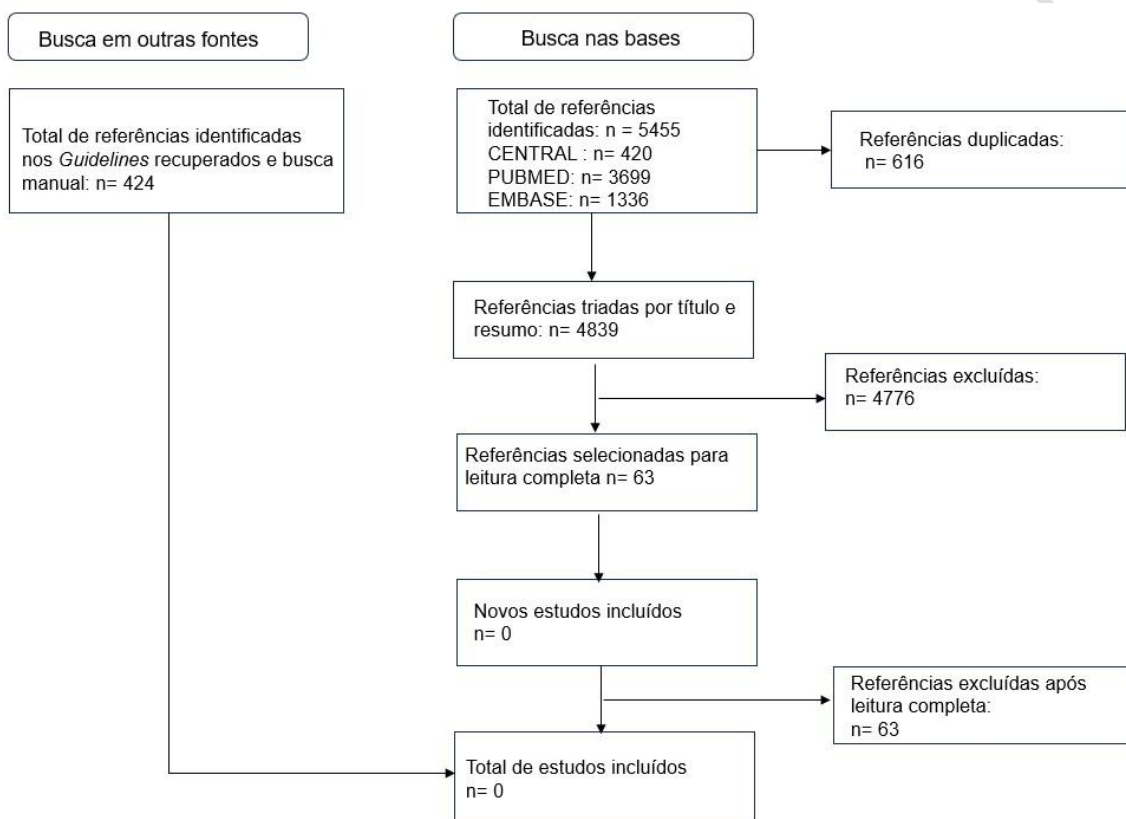 Busca em outras fontes
Busca nas bases
Total de referências identificadas
nos Guidelines recuperados e busca
manual: n= 424
Total de referências
identificadas: n = 5455
CENTRAL : n= 420
PUBMED: n= 3699
EMBASE: n= 1336
Referências duplicadas:
n= 616
Referências triadas por título e
resumo: n= 4839
Referências excluídas:
n= 4776
Referências selecionadas para
leitura completa n= 63
Novos estudos incluídos
n= 0
Referências excluídas após
leitura completa:
n= 63
Total de estudos incluídos
n= 0